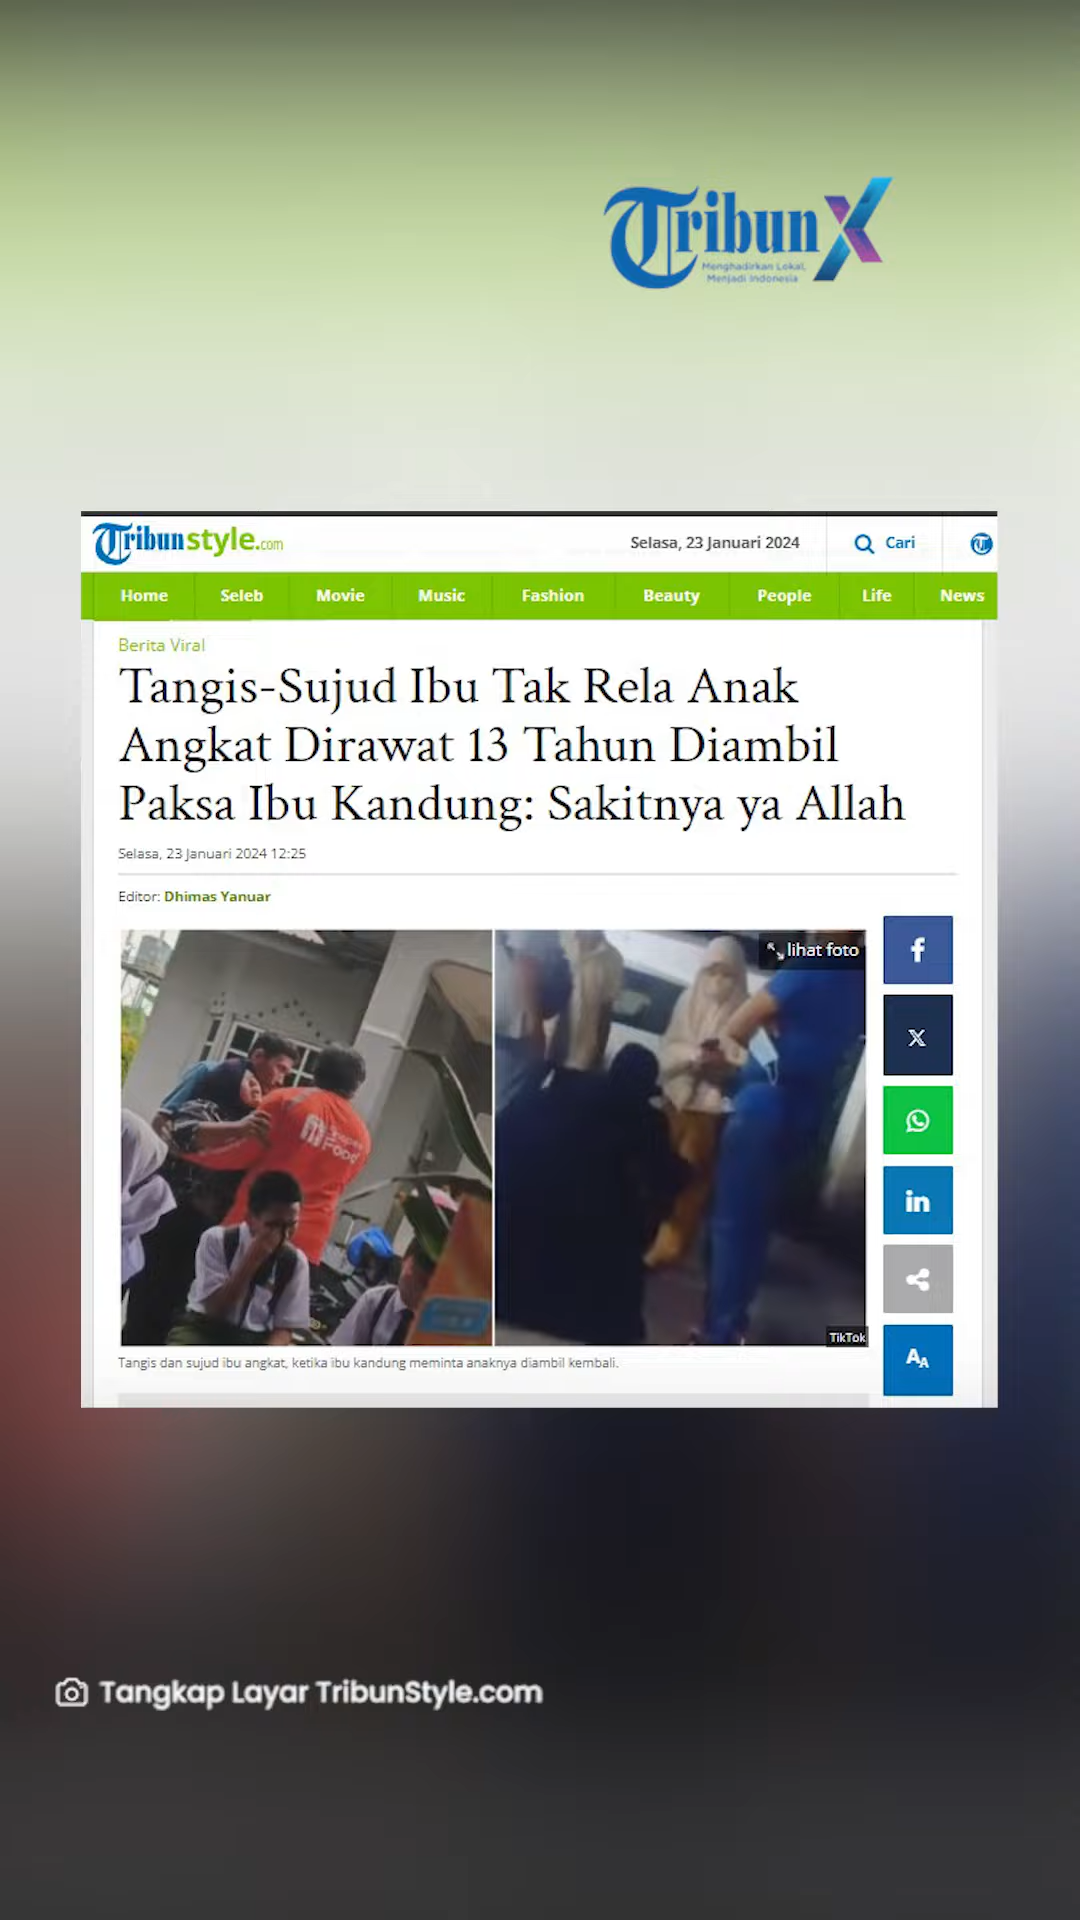 TribunX
Menghadirkan Lokal,
Menjadi Indonesia
Tribunstyle.com
Selasa, 23 Januari 2024
Cari
Home
Seleb
Movie
Music
Fashion
Beauty
People
Life
News
Berita Viral
Tangis-Sujud Ibu Tak Rela Anak
Angkat Dirawat 13 Tahun Diambil
Paksa Ibu Kandung: Sakitnya ya Allah
Selasa, 23 Januari 2024 12:25
Editor: Dhimas Yanuar
lihat foto
Shopee
Food
TikTok
Tangis dan sujud ibu angkat, ketika ibu kandung meminta anaknya diambil kembali.
Tangkap Layar TribunStyle.com